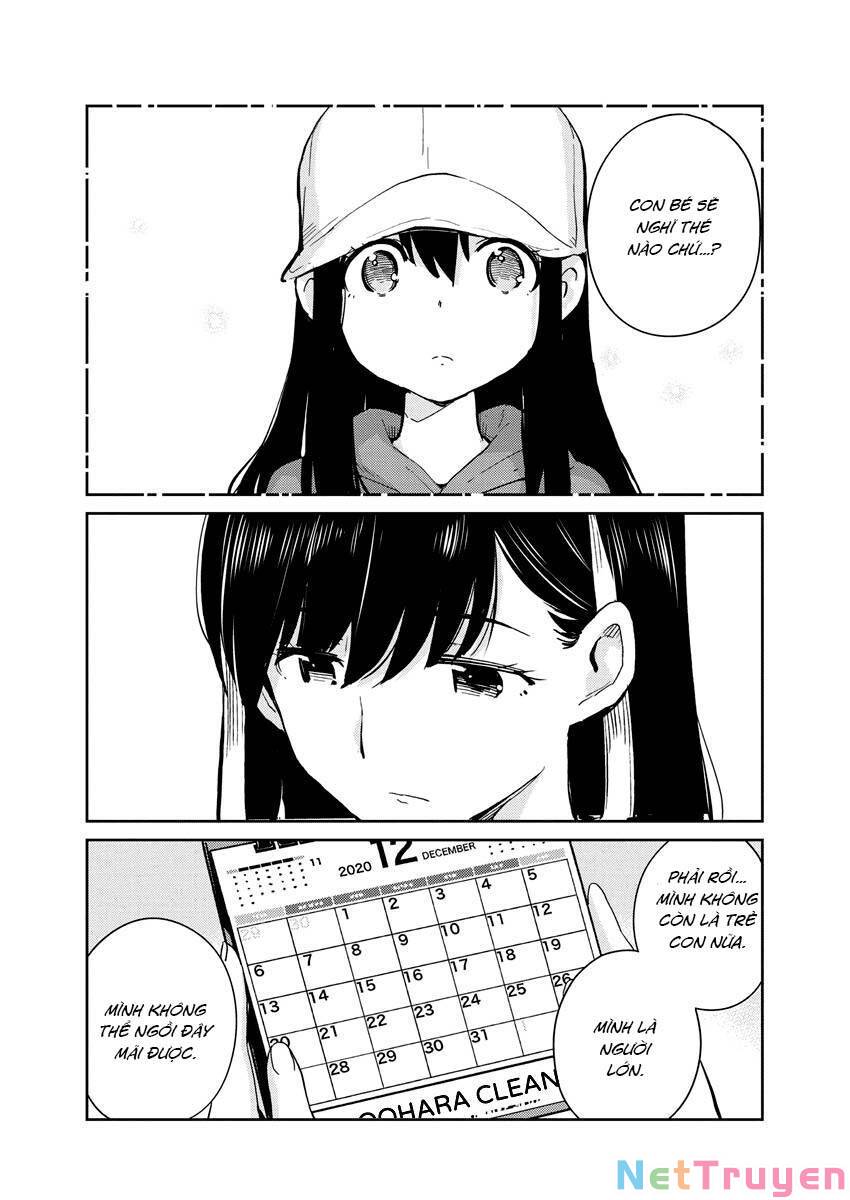 CON BÉ SẼ
NGHĨ THẾ
NÀO CHỨ...?
11
2020
12
DECEMBER
29 30 1 2 3 4 5
6 7 8 9 10 11 12
13 14 15 16 17 18 19
20 21 22 23 24 25 26
27 28 29 30 31
OOHARA CLEAN
PHẢI RỒI...
MÌNH KHÔNG
CÒN LÀ TRẺ
CON NỮA.
MÌNH LÀ
NGƯỜI
LỚN.
MÌNH KHÔNG
THỂ NGỒI ĐÂY
MÃI ĐƯỢC.
NetTruyen